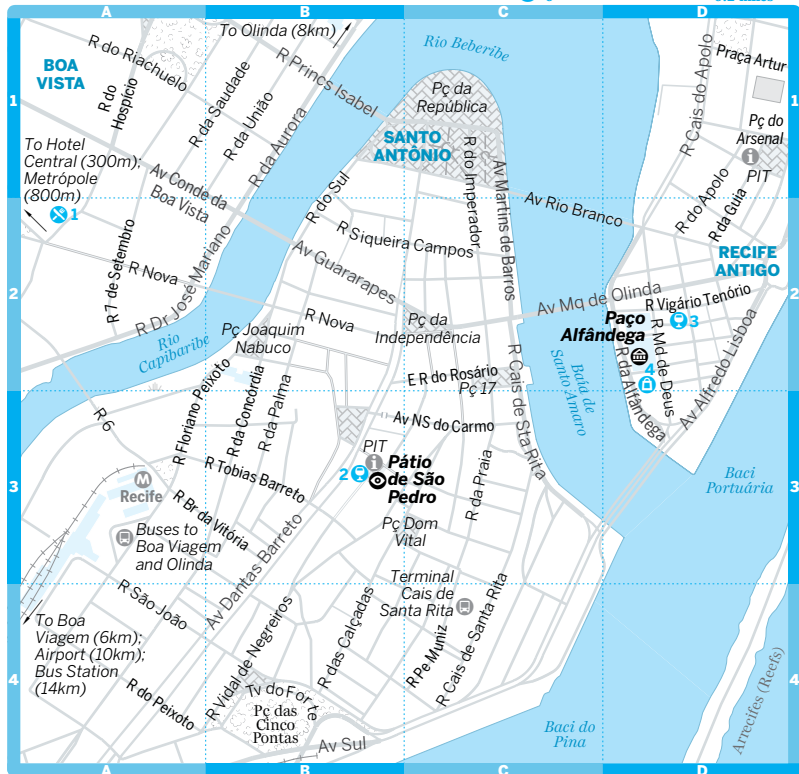 A
B
C
D
To Olinda (8km)
Rio Beberibe
BOA
VISTA
R do Riachuelo
R Princs Isabel
R do Hospício
R da Saudade
R da União
R da Aurora
Pç da
República
SANTO
ANTÔNIO
R do Imperador
Av Martins de Barros
R Cais do Apolo
Praça Artur
Pç do
Arsenal
PIT
1
1
To Hotel
Central (300m);
Metrópole
(800m)
1
Av Conde da
Boa Vista
R do Sul
R Siqueira Campos
Av Rio Branco
R do Apolo
R da Guia
RECIFE
ANTIGO
R 7 de Setembro
R Nova
R Dr José Mariano
Av Guararapes
Av Mq de Olinda
R Vigário Tenório
3
2
2
Rio
Capibaribe
Pç Joaquim
Nabuco
R Nova
Pç da
Independência
Paço
Alfândega
R Md de Deus
4
R da Alfândega
Av Alfredo Lisboa
R Floriano Peixoto
R da Concórdia
R da Palma
E R do Rosário
Pç 17
R Cais de Sta Rita
Baía de
Santo Amaro
R 6
Av NS do Carmo
PIT
2
Pátio
de São
Pedro
M
Recife
R Tobias Barreto
R da Praia
Baci
Portuária
3
3
R Br da Vitória
Buses to
Boa Viagem
and Olinda
Av Dantas Barreto
Pç Dom
Vital
Terminal
Cais de
Santa Rita
R São João
To Boa
Viagem (6km);
Airport (10km);
Bus Station
(14km)
R Vidal de Negreiros
R das Calçadas
R Pe Muniz
R Cais de Santa Rita
4
4
R do Peixoto
Tv do Forte
Pç das
Cinco
Pontas
Av Sul
Baci do
Pina
Arrecifes (Reefs)
A
B
C
D